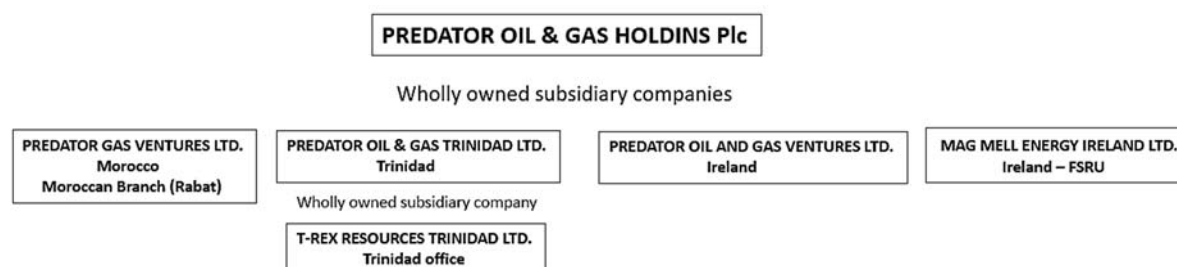 PREDATOR OIL & GAS HOLDINS Plc
Wholly owned subsidiary companies
PREDATOR GAS VENTURES LTD.
Morocco
Moroccan Branch (Rabat)
PREDATOR OIL & GAS TRINIDAD LTD.
Trinidad
Wholly owned subsidiary company
T-REX RESOURCES TRINIDAD LTD.
Trinidad office
PREDATOR OIL AND GAS VENTURES LTD.
Ireland
MAG MELL ENERGY IRELAND LTD.
Ireland – FSRU